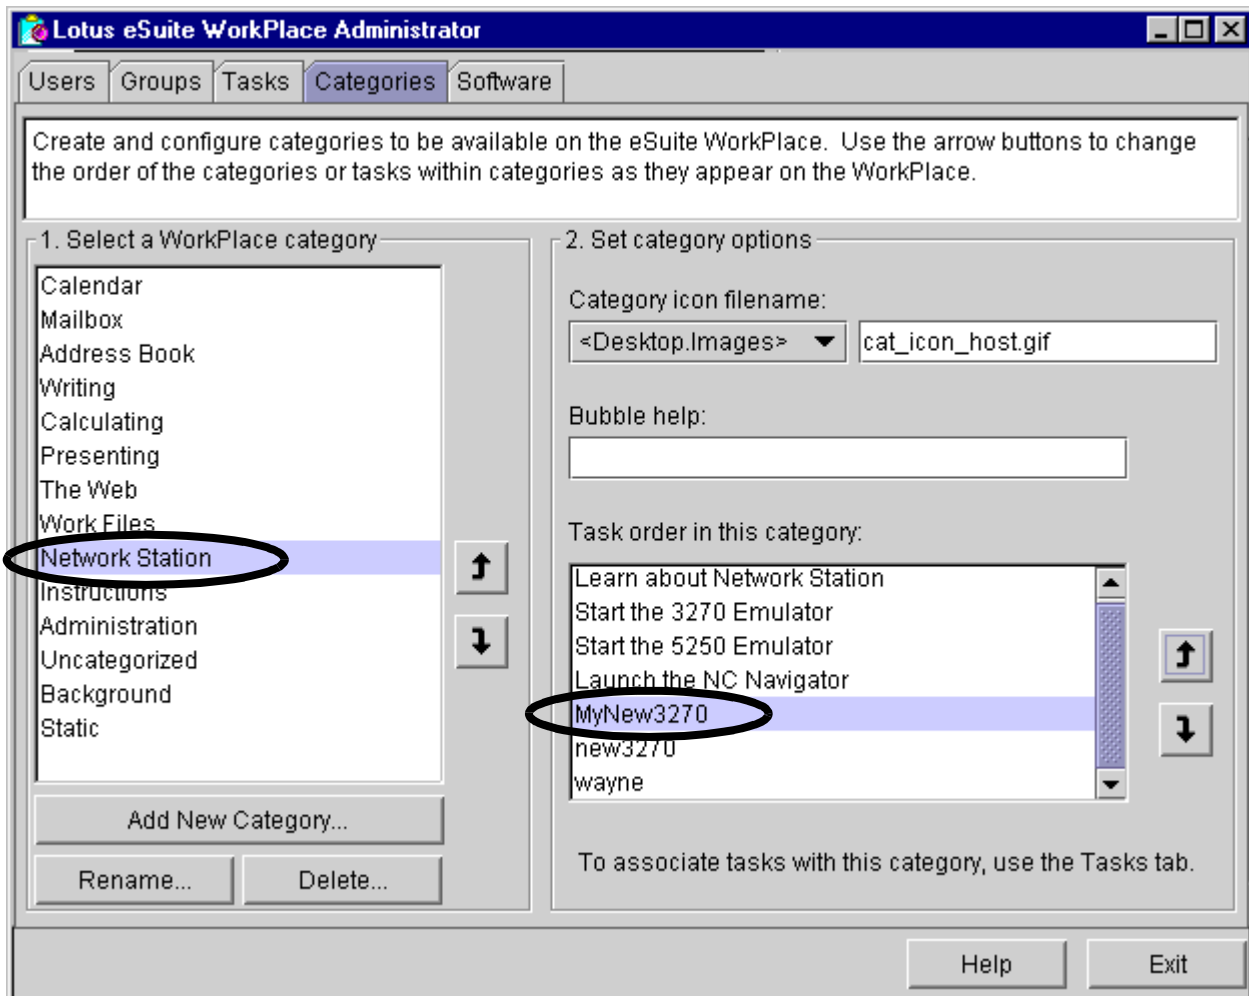 Lotus eSuite WorkPlace Administrator
Users Groups Tasks Categories Software
Create and configure categories to be available on the eSuite WorkPlace. Use the arrow buttons to change
the order of the categories or tasks within categories as they appear on the WorkPlace.
1. Select a WorkPlace category
Calendar
Mailbox
Address Book
Writing
Calculating
Presenting
The Web
Work Files
Network Station
Instructions
Administration
Uncategorized
Background
Static
Add New Category...
Rename... Delete...
2. Set category options
Category icon filename:
<Desktop.Images> cat_icon_host.gif
Bubble help:
Task order in this category:
Learn about Network Station
Start the 3270 Emulator
Start the 5250 Emulator
Launch the NC Navigator
MyNew3270
new3270
wayne
To associate tasks with this category, use the Tasks tab.
Help Exit